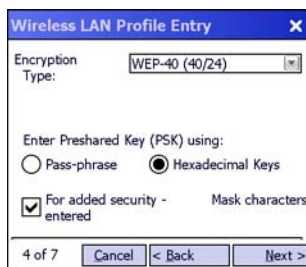 Wireless LAN Profile Entry
Encryption Type:
WEP-40 (40/24)
Enter Preshared Key (PSK) using:
Pass-phrase
Hexadecimal Keys
For added security - Mask characters
entered
4 of 7
Cancel
< Back
Next >